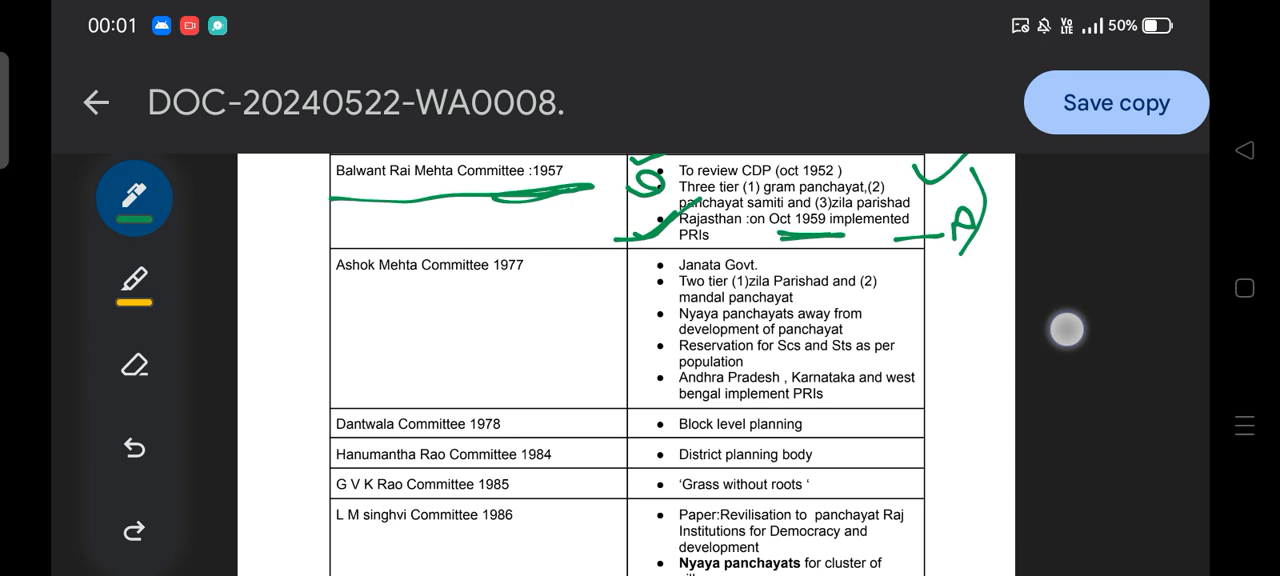 00:01
VO LTE 50%
DOC-20240522-WA0008.
Save copy
Balwant Rai Mehta Committee :1957
To review CDP (oct 1952 )
Three tier (1) gram panchayat,(2)
panchayat samiti and (3)zila parishad
Rajasthan :on Oct 1959 implemented
PRIs
Ashok Mehta Committee 1977
Janata Govt.
Two tier (1)zila Parishad and (2)
mandal panchayat
Nyaya panchayats away from
development of panchayat
Reservation for Scs and Sts as per
population
Andhra Pradesh , Karnataka and west
bengal implement PRIs
Dantwala Committee 1978
Block level planning
Hanumantha Rao Committee 1984
District planning body
G V K Rao Committee 1985
‘Grass without roots ‘
L M singhvi Committee 1986
Paper:Revilisation to panchayat Raj
Institutions for Democracy and
development
Nyaya panchayats for cluster of